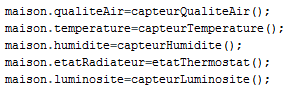 maison.qualiteAir=capteurQualiteAir();
maison.temperature=capteurTemperature();
maison.humidite=capteurHumidite();
maison.etatRadiateur=etatThermostat();
maison.luminosite=capteurLuminosite();